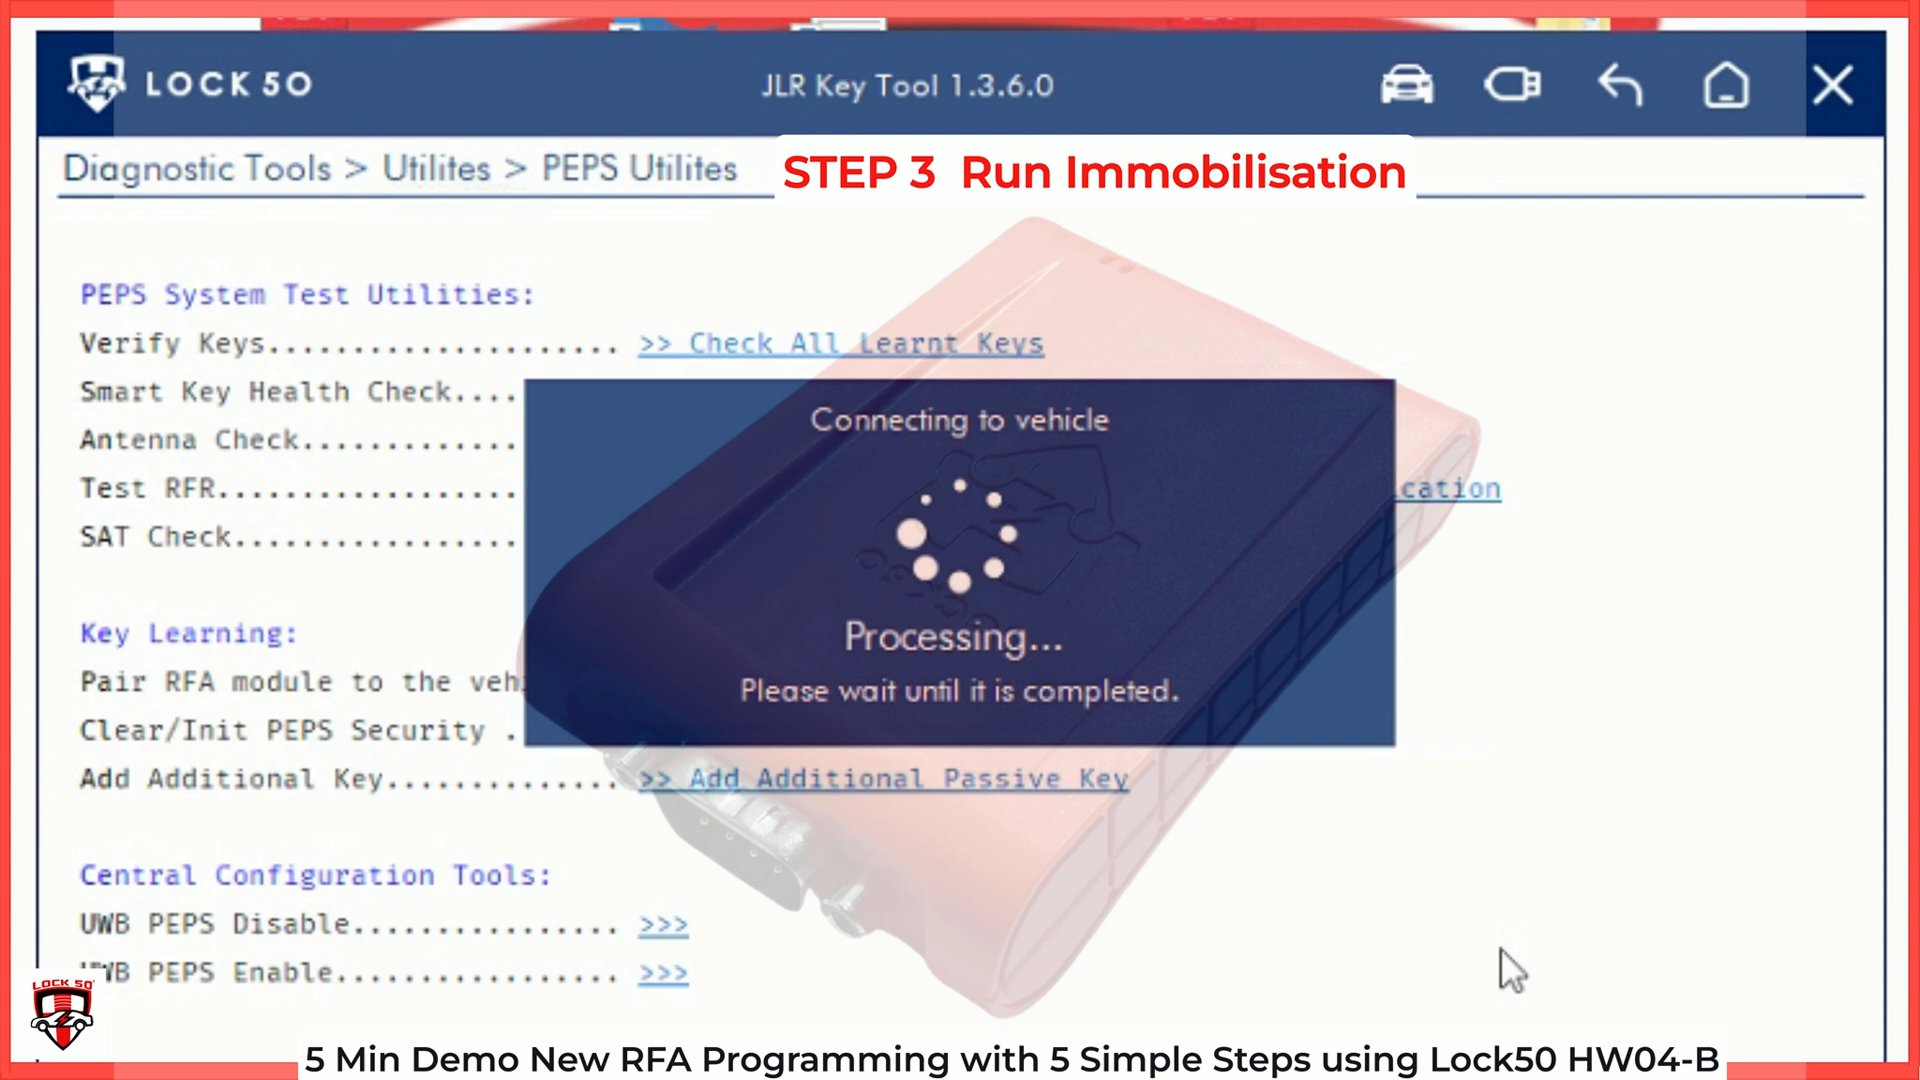 LOCK 50
JLR Key Tool 1.3.6.0
Diagnostic Tools > Utilites > PEPS Utilites
STEP 3 Run Immobilisation
PEPS System Test Utilities:
Verify Keys..................... >> Check All Learnt Keys
Smart Key Health Check....
Antenna Check.............
Test RFR.................. cation
SAT Check.................
Connecting to vehicle
Processing...
Please wait until it is completed.
Key Learning:
Pair RFA module to the veh
Clear/Init PEPS Security .
Add Additional Key.............. >> Add Additional Passive Key
Central Configuration Tools:
UWB PEPS Disable................ >>>
WB PEPS Enable................. >>>
LOCK 50
5 Min Demo New RFA Programming with 5 Simple Steps using Lock50 HW04-B